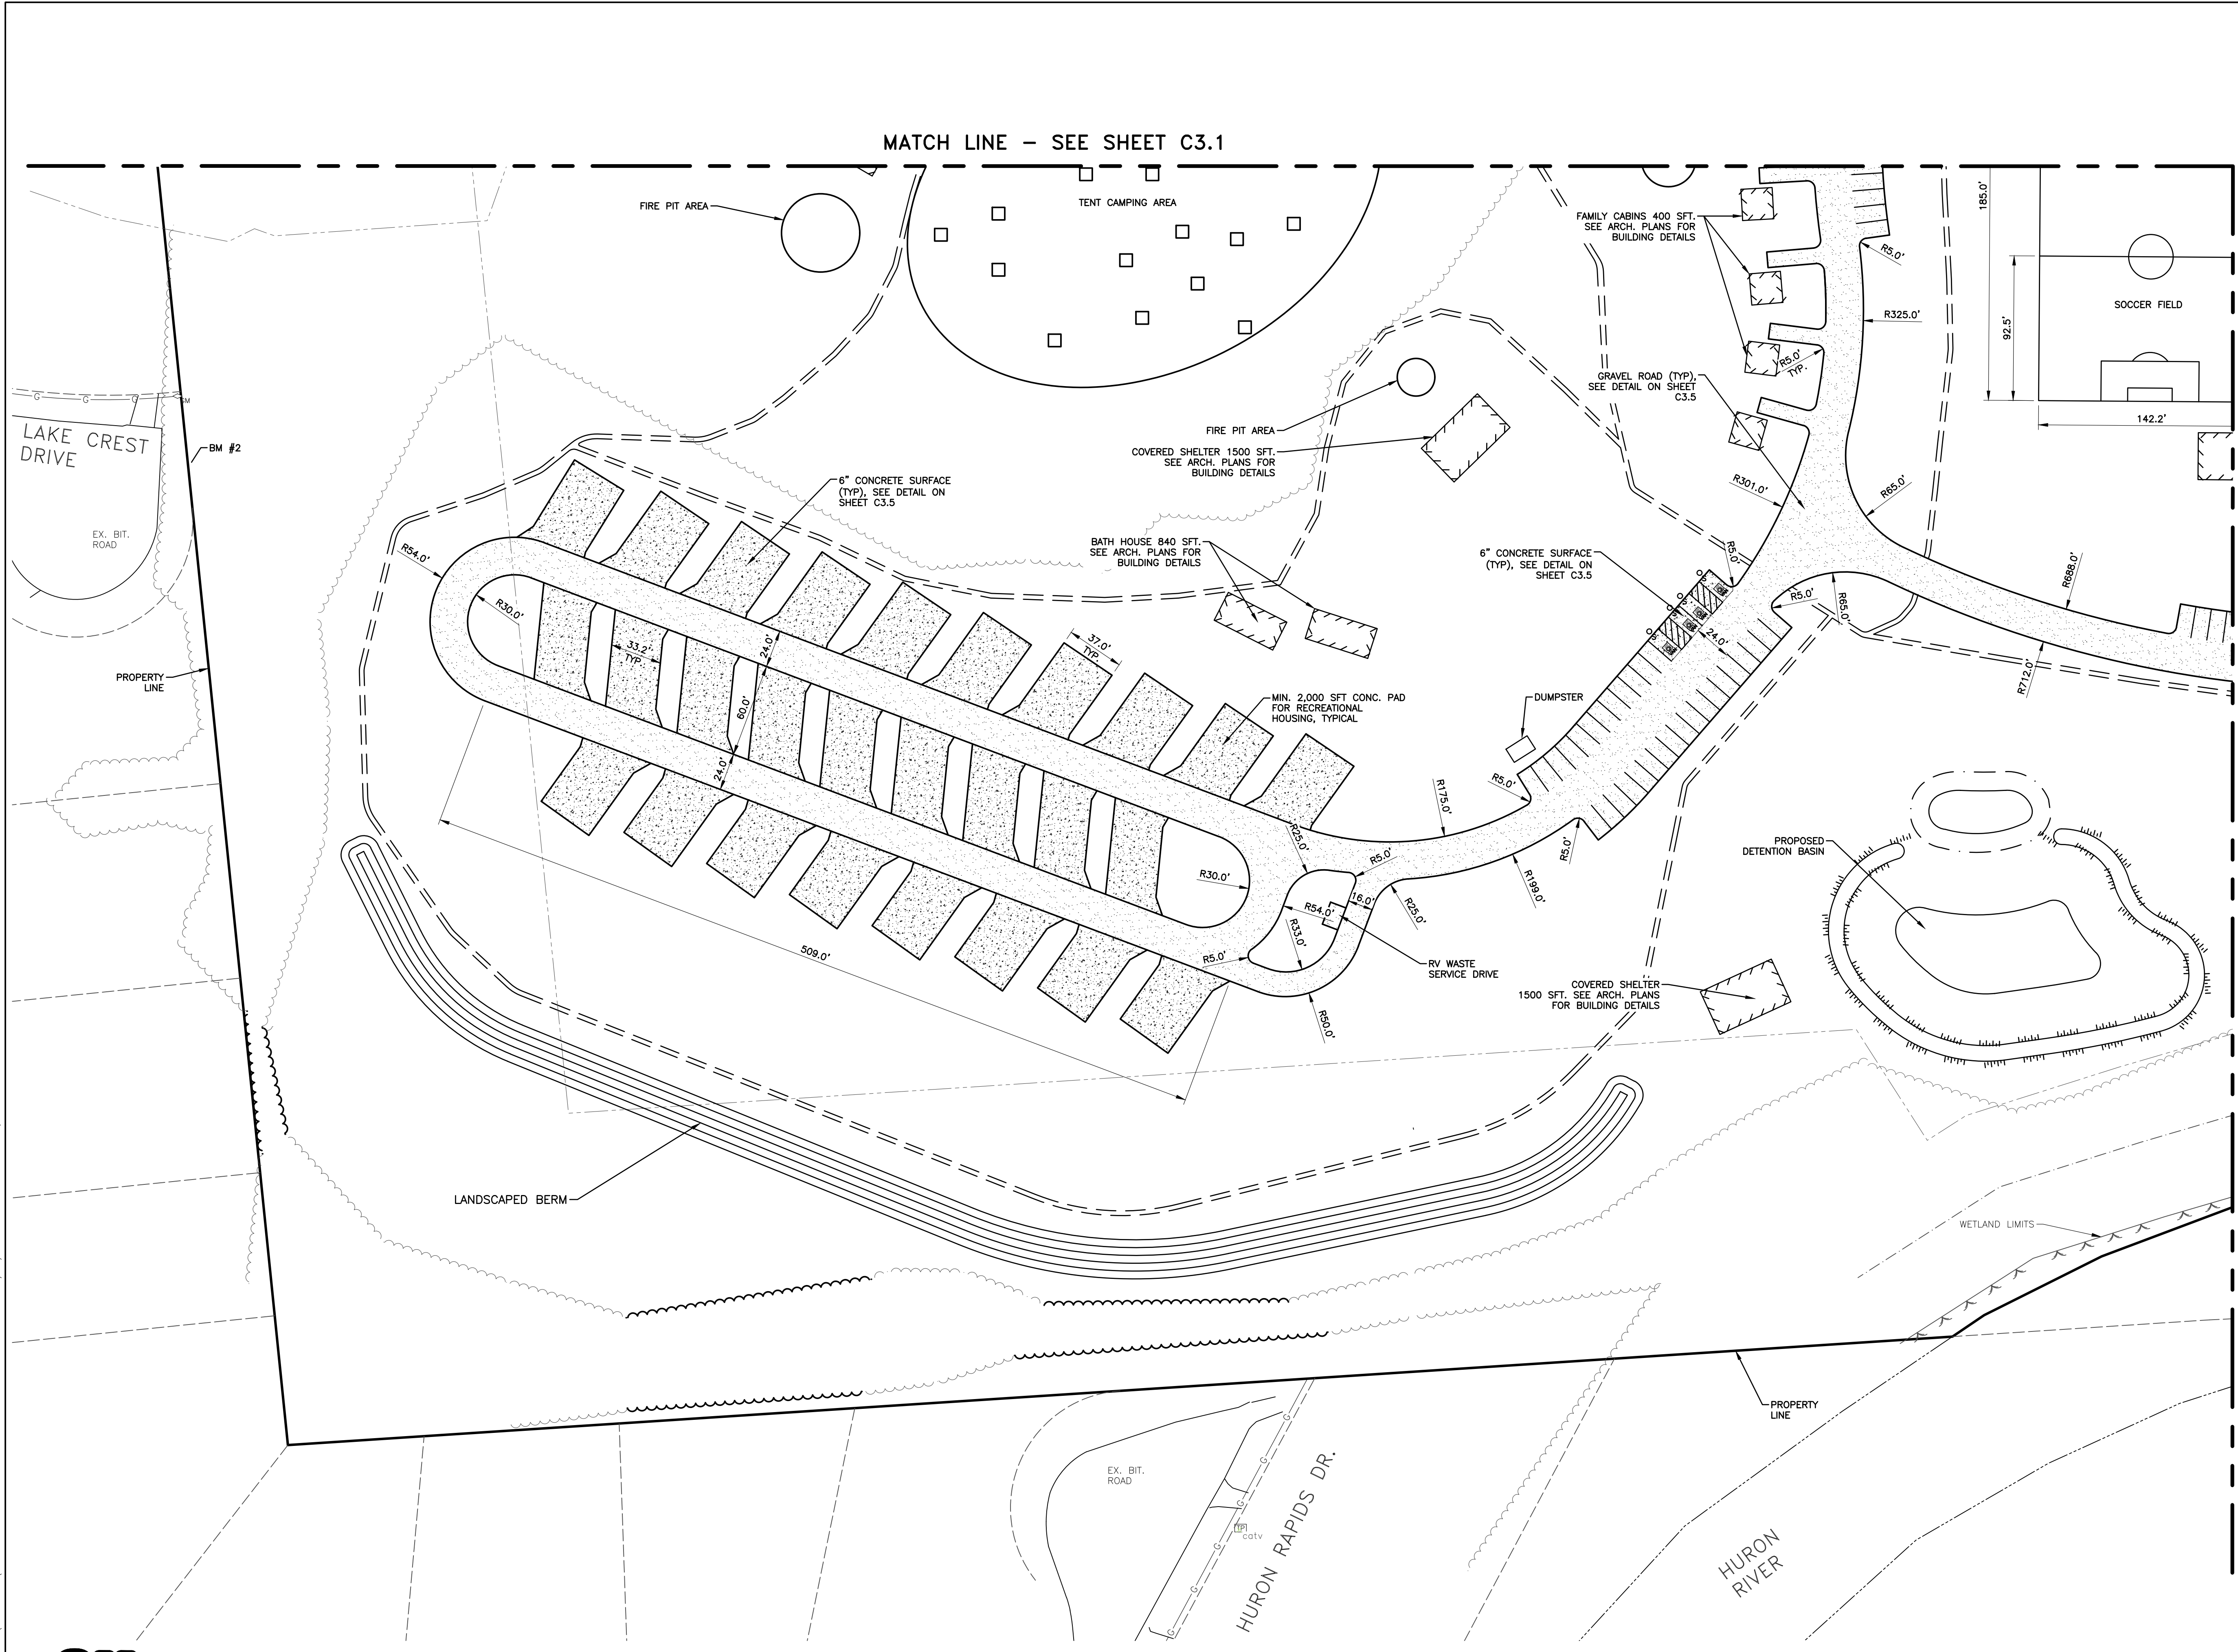 MATCH LINE – SEE SHEET C3.1
FIRE PIT AREA
TENT CAMPING AREA
FAMILY CABINS 400 SFT.
SEE ARCH. PLANS FOR
BUILDING DETAILS
R5.0'
185.0'
SOCCER FIELD
R325.0'
92.5'
R5.0'
TYP.
GRAVEL ROAD (TYP),
SEE DETAIL ON SHEET
C3.5
142.2'
G
G
G
LAKE CREST
DRIVE
BM #2
FIRE PIT AREA
COVERED SHELTER 1500 SFT.
SEE ARCH. PLANS FOR
BUILDING DETAILS
6" CONCRETE SURFACE
(TYP), SEE DETAIL ON
SHEET C3.5
R301.0'
R65.0'
EX. BIT.
ROAD
R54.0'
BATH HOUSE 840 SFT.
SEE ARCH. PLANS FOR
BUILDING DETAILS
6" CONCRETE SURFACE
(TYP), SEE DETAIL ON
SHEET C3.5
R5.0'
R688.0'
R30.0'
R5.0'
R65.0'
24.0'
33.2'
TYP.
24.0'
37.0'
TYP.
R712.0'
PROPERTY
LINE
60.0'
MIN. 2,000 SFT CONC. PAD
FOR RECREATIONAL
HOUSING, TYPICAL
DUMPSTER
24.0'
R5.0'
R175.0'
R25.0'
R5.0'
R5.0'
PROPOSED
DETENTION BASIN
R30.0'
R54.0'
16.0'
R25.0'
R199.0'
R33.0'
509.0'
R5.0'
RV WASTE
SERVICE DRIVE
COVERED SHELTER
1500 SFT. SEE ARCH. PLANS
FOR BUILDING DETAILS
R50.0'
LANDSCAPED BERM
WETLAND LIMITS
PROPERTY
LINE
EX. BIT.
ROAD
G
G
G
G
G
G
TP
catv
HURON RAPIDS DR.
HURON
RIVER